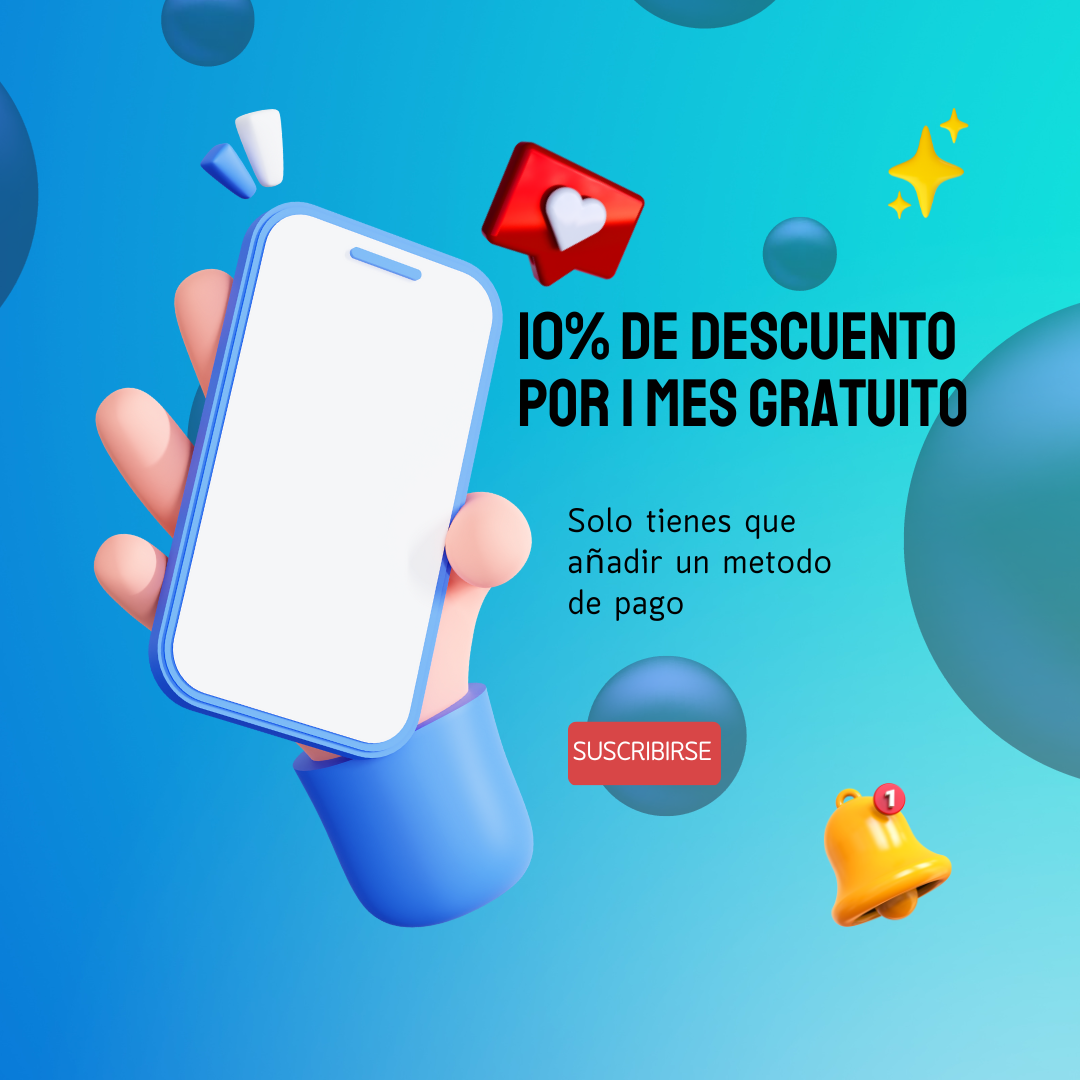 10% DE DESCUENTO
POR 1 MES GRATUITO
Solo tienes que
añadir un metodo
de pago
SUSCRIBIRSE
1